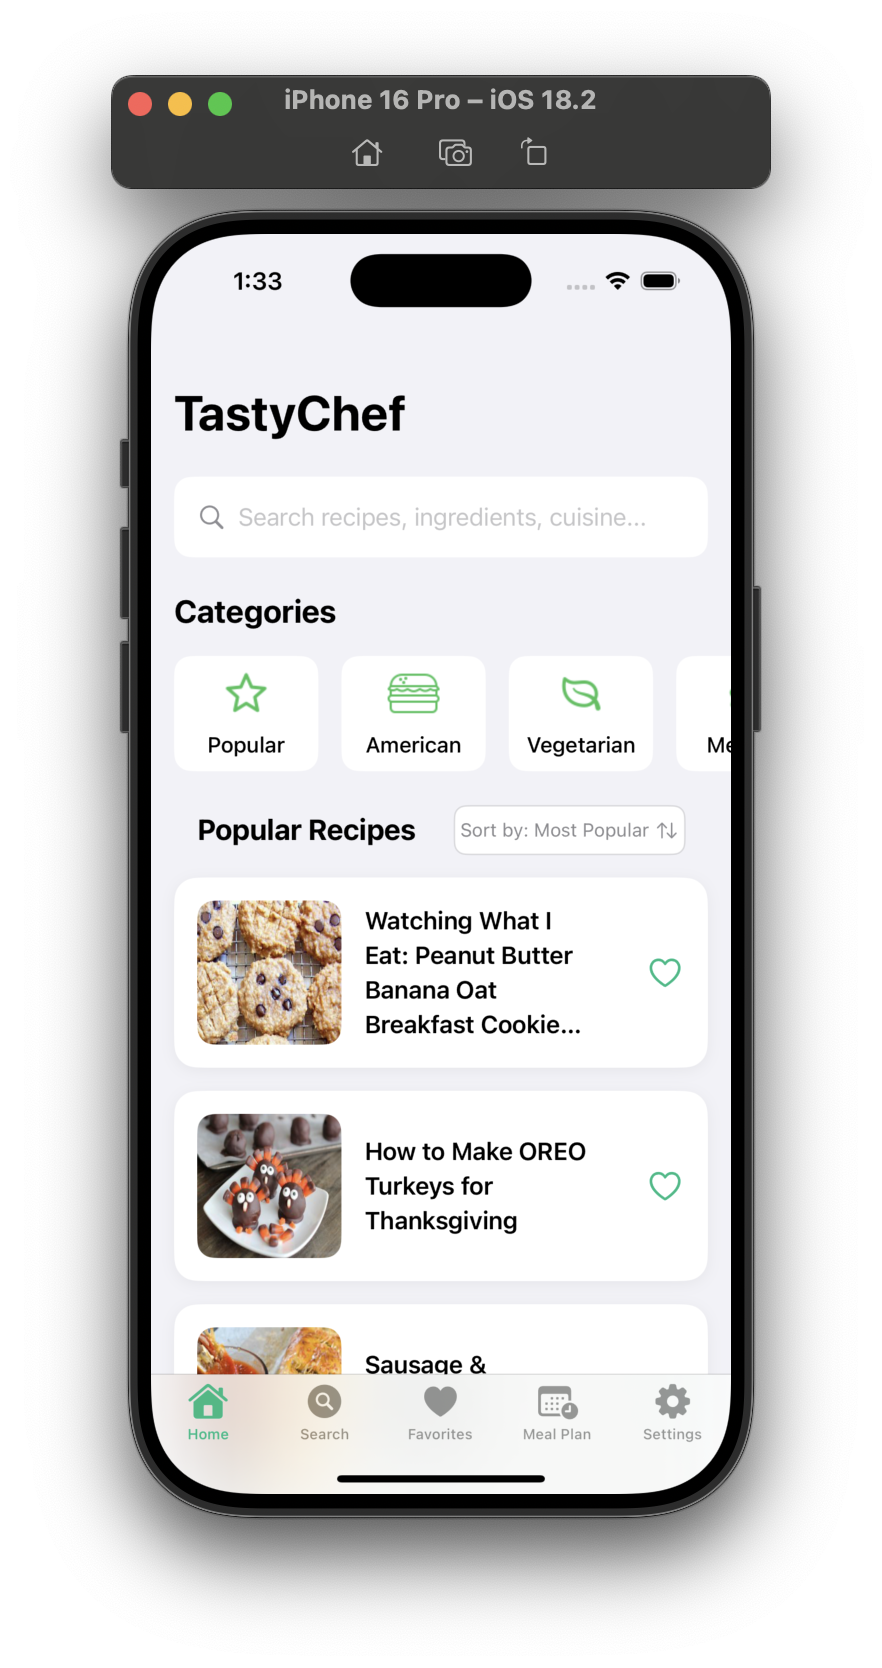 iPhone 16 Pro – iOS 18.2
1:33
TastyChef
Search recipes, ingredients, cuisine...
Categories
Popular
American
Vegetarian
Me
Popular Recipes
Sort by: Most Popular
Watching What I
Eat: Peanut Butter
Banana Oat
Breakfast Cookie...
How to Make OREO
Turkeys for
Thanksgiving
Sausage &
Home
Search
Favorites
Meal Plan
Settings